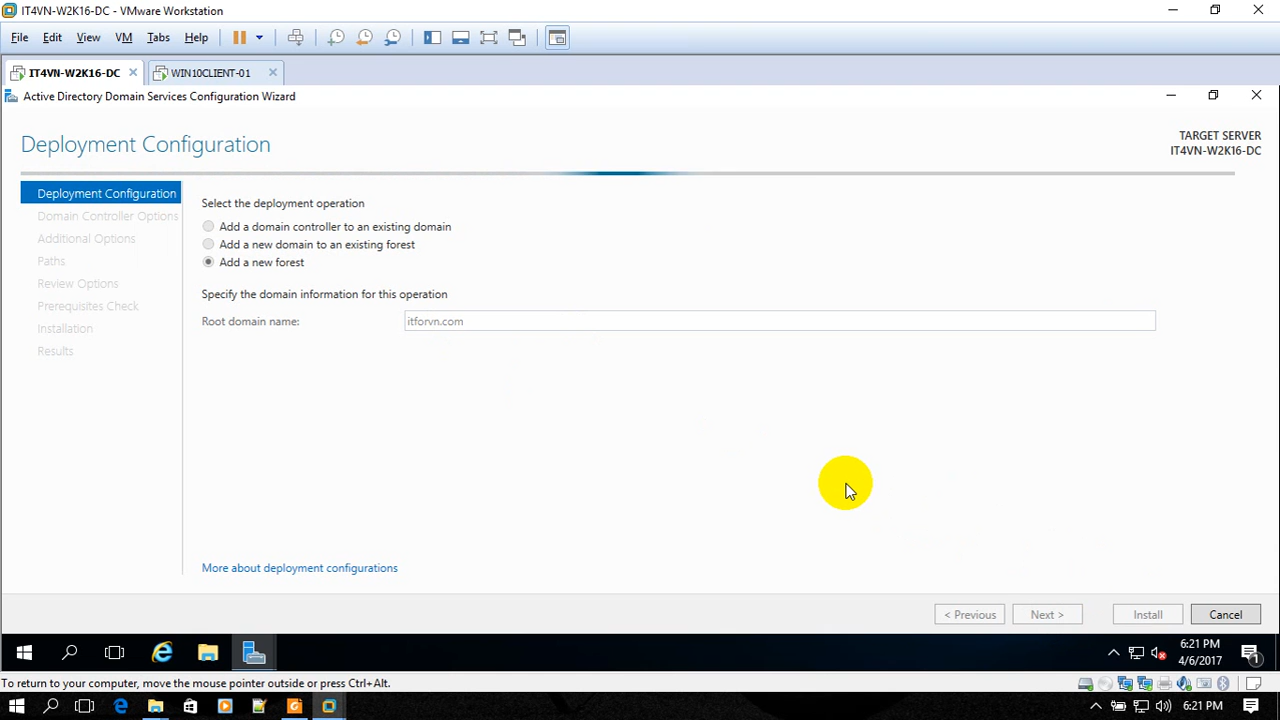 IT4VN-W2K16-DC - VMware Workstation
File Edit View VM Tabs Help
IT4VN-W2K16-DC WIN10CLIENT-01
Active Directory Domain Services Configuration Wizard
Deployment Configuration
TARGET SERVER
IT4VN-W2K16-DC
Deployment Configuration
Domain Controller Options
Additional Options
Paths
Review Options
Prerequisites Check
Installation
Results
Select the deployment operation
Add a domain controller to an existing domain
Add a new domain to an existing forest
Add a new forest
Specify the domain information for this operation
Root domain name: itforvn.com
More about deployment configurations
< Previous Next > Install Cancel
6:21 PM
4/6/2017
1
To return to your computer, move the mouse pointer outside or press Ctrl+Alt.
6:21 PM